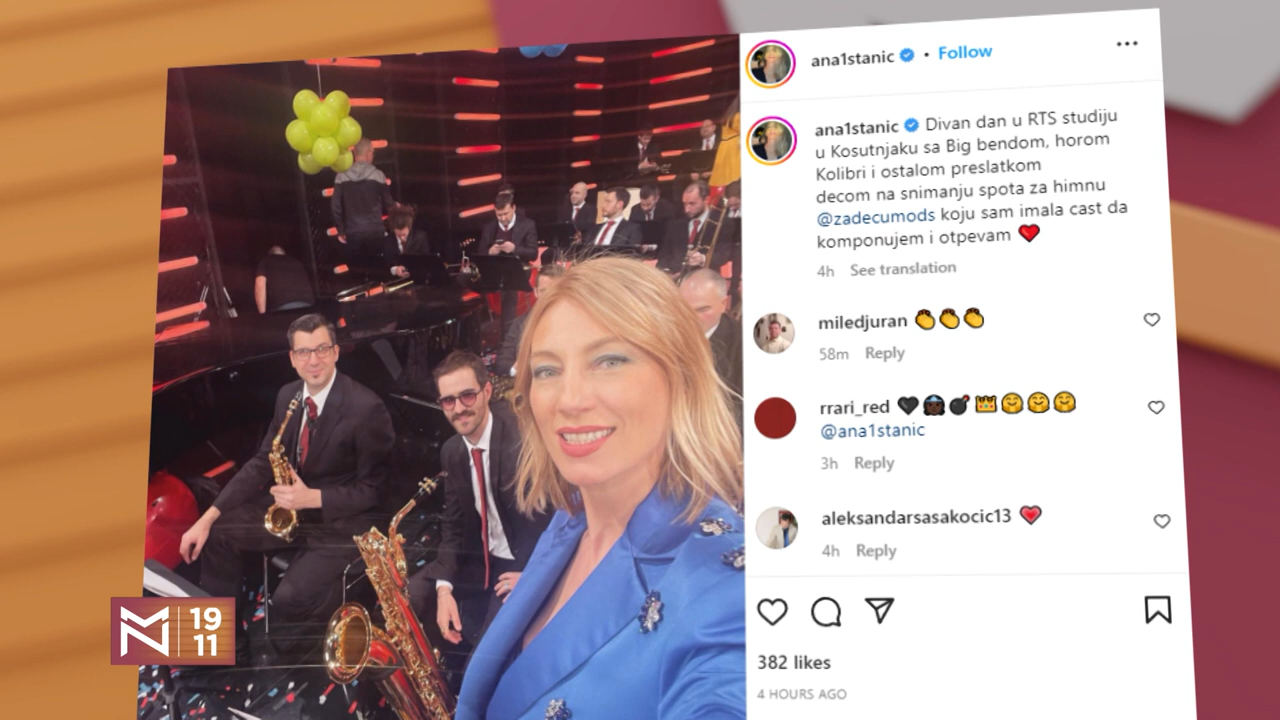 ana1stanic • Follow
ana1stanic Divan dan u RTS studiju
u Kosutnjaku sa Big bendom, horom
Kolibri i ostalom preslatkom
decom na snimanju spota za himnu
@zadecumods koju sam imala cast da
komponujem i otpevam ❤️
4h See translation
miledjuran 👏👏👏
58m Reply
rrari_red 🖤💂🏿💣👑🤗🤗🤗
@ana1stanic
3h Reply
aleksandarsasakocic13 ❤️
4h Reply
382 likes
4 HOURS AGO
19
11